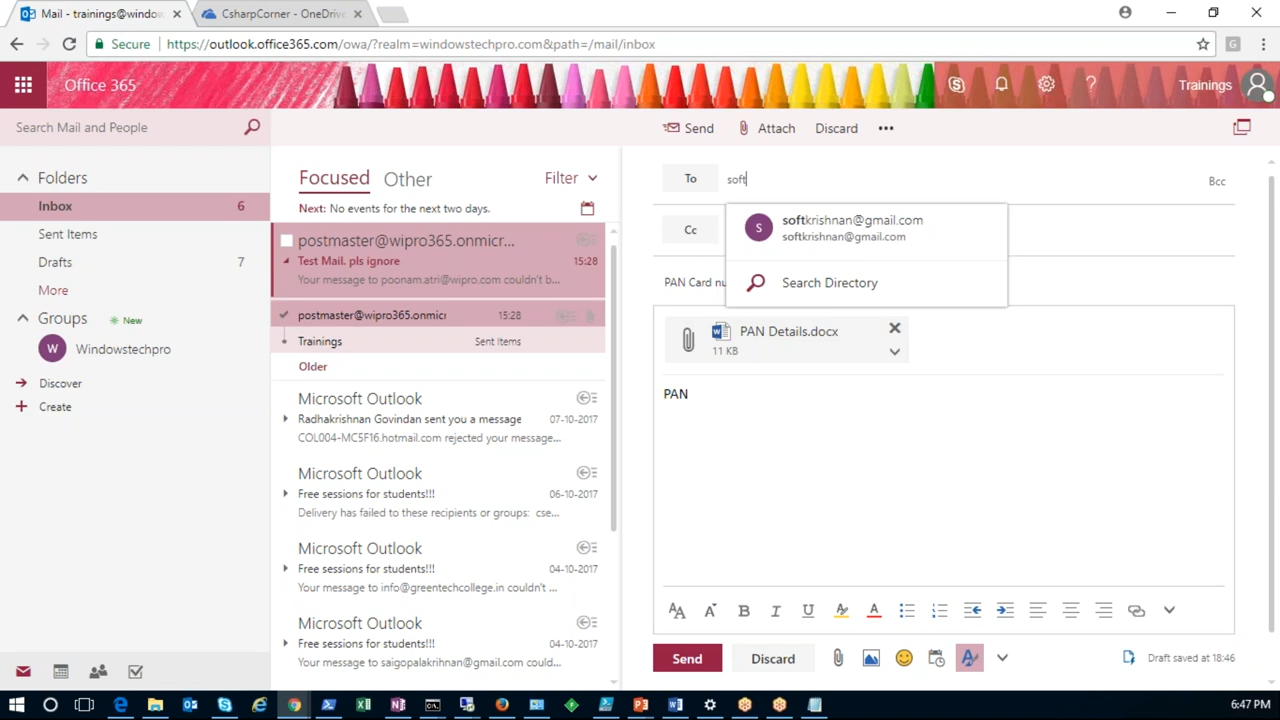 Mail - trainings@window
CsharpCorner - OneDrive
Secure
https://outlook.office365.com/owa/?realm=windowstechpro.com&path=/mail/inbox
Office 365
Trainings
Search Mail and People
Send
Attach
Discard
Folders
Inbox
6
Sent Items
Drafts
7
More
Groups
New
W
Windowstechpro
Discover
Create
Focused
Other
Filter
Next: No events for the next two days.
postmaster@wipro365.onmicr...
Test Mail. pls ignore
15:28
Your message to poonam.atri@wipro.com couldn't b...
postmaster@wipro365.onmicr
15:28
Trainings
Sent Items
Older
Microsoft Outlook
Radhakrishnan Govindan sent you a message
07-10-2017
COL004-MC5F16.hotmail.com rejected your message...
Microsoft Outlook
Free sessions for students!!!
06-10-2017
Delivery has failed to these recipients or groups: cse...
Microsoft Outlook
Free sessions for students!!!
04-10-2017
Your message to info@greentechcollege.in couldn't ...
Microsoft Outlook
Free sessions for students!!!
04-10-2017
Your message to saigopalakrihnan@gmail.com could...
To
soft
Bcc
Cc
S
softkrishnan@gmail.com
softkrishnan@gmail.com
Search Directory
PAN Card nu
PAN Details.docx
11 KB
PAN
Send
Discard
Draft saved at 18:46
6:47 PM